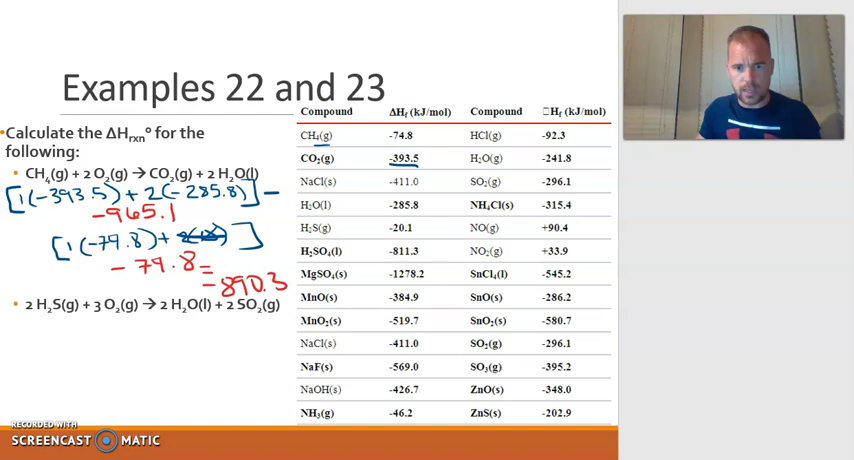 Examples 22 and 23
•Calculate the ΔHrxn° for the
following:
• CH4(g) + 2 O2(g) → CO2(g) + 2 H2O(l)
[1(-393.5) + 2(-285.8)] -
-965.1
[1(-79.8) + ]
- 79.8 =
-890.3
• 2 H2S(g) + 3 O2(g) → 2 H2O(l) + 2 SO2(g)
Compound ΔHf (kJ/mol) Compound □Hf (kJ/mol)
CH4(g) -74.8 HCl(g) -92.3
CO2(g) -393.5 H2O(g) -241.8
NaCl(s) -411.0 SO2(g) -296.1
H2O(l) -285.8 NH4Cl(s) -315.4
H2S(g) -20.1 NO(g) +90.4
H2SO4(l) -811.3 NO2(g) +33.9
MgSO4(s) -1278.2 SnCl4(l) -545.2
MnO(s) -384.9 SnO(s) -286.2
MnO2(s) -519.7 SnO2(s) -580.7
NaCl(s) -411.0 SO2(g) -296.1
NaF(s) -569.0 SO3(g) -395.2
NaOH(s) -426.7 ZnO(s) -348.0
NH3(g) -46.2 ZnS(s) -202.9
RECORDED WITH
SCREENCAST MATIC